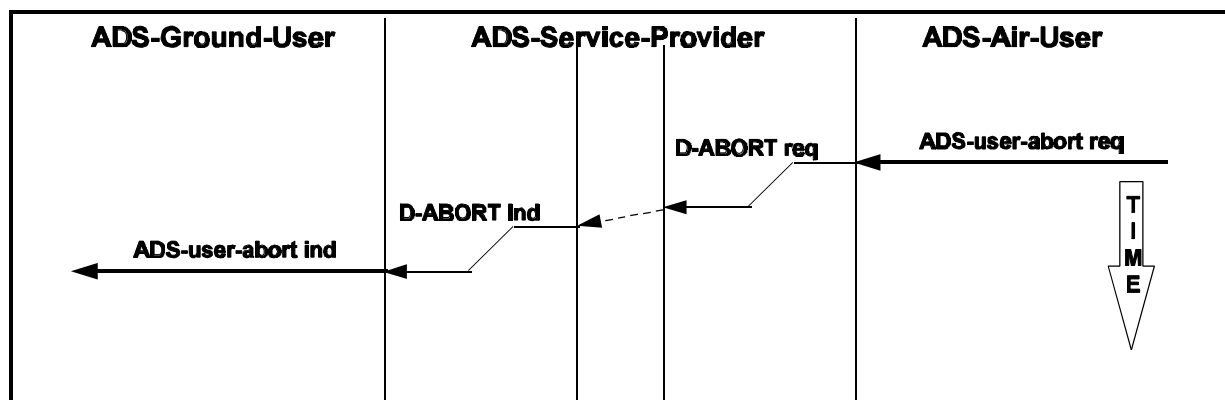 ADS-Ground-User
ADS-Service-Provider
ADS-Air-User
ADS-user-abort req
D-ABORT req
D-ABORT ind
ADS-user-abort ind
TIME